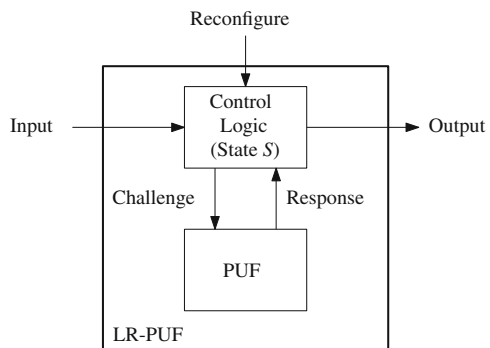 Reconfigure
Input
Control
Logic
(State S)
Output
Challenge
Response
PUF
LR-PUF